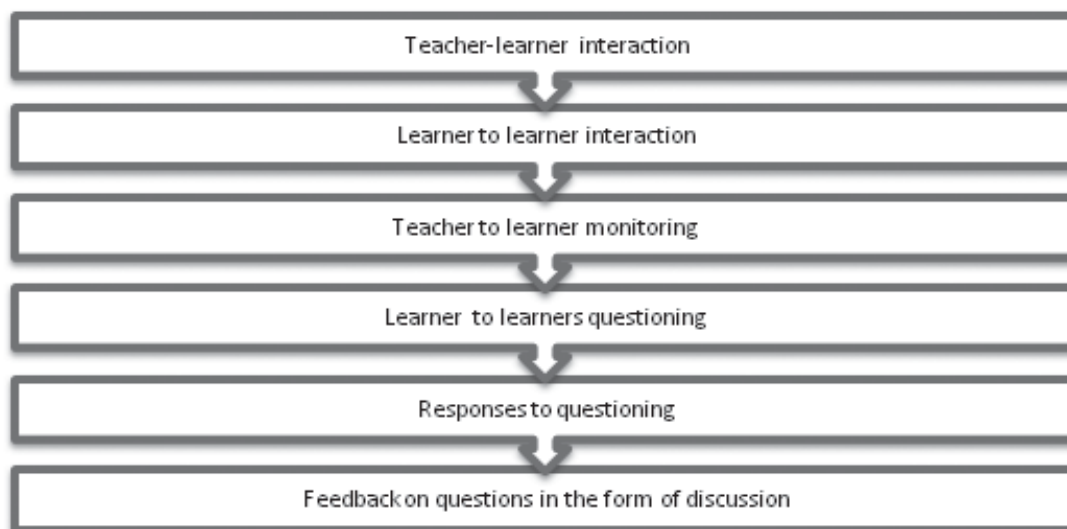 Teacher-learner interaction
Learner to learner interaction
Teacher to learner monitoring
Learner to learners questioning
Responses to questioning
Feedback on questions in the form of discussion